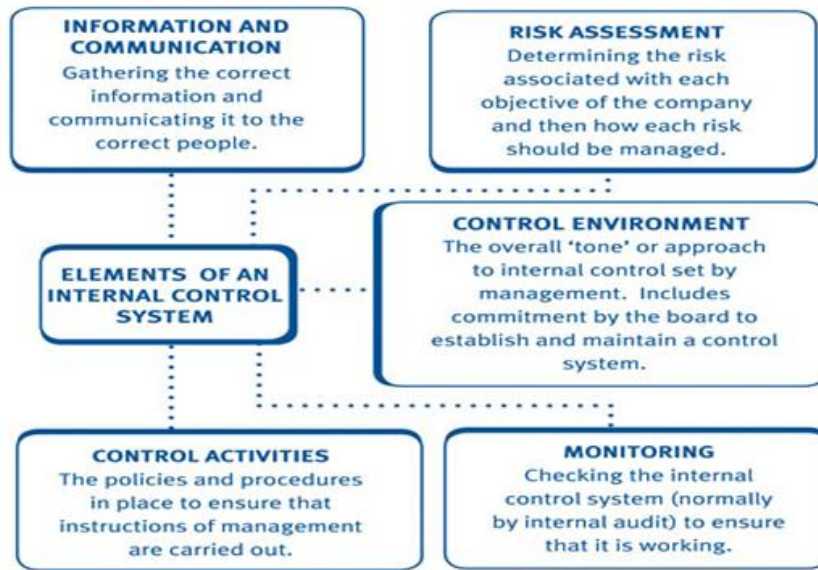 INFORMATION AND
COMMUNICATION
Gathering the correct
information and
communicating it to the
correct people.
RISK ASSESSMENT
Determining the risk
associated with each
objective of the company
and then how each risk
should be managed.
ELEMENTS OF AN
INTERNAL CONTROL
SYSTEM
CONTROL ENVIRONMENT
The overall ‘tone’ or approach
to internal control set by
management. Includes
commitment by the board to
establish and maintain a control
system.
CONTROL ACTIVITIES
The policies and procedures
in place to ensure that
instructions of management
are carried out.
MONITORING
Checking the internal
control system (normally
by internal audit) to ensure
that it is working.